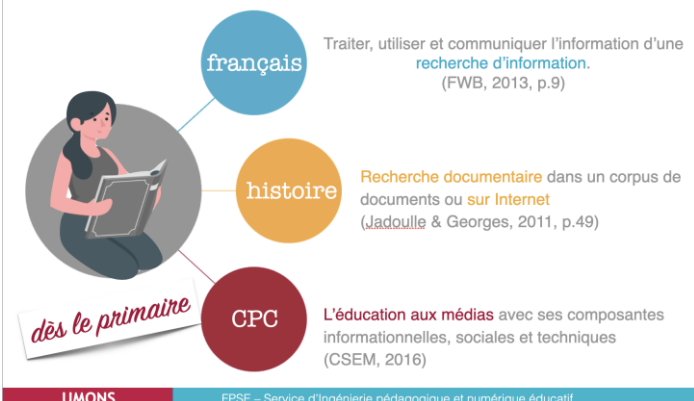 français
Traiter, utiliser et communiquer l'information d'une
recherche d'information.
(FWB, 2013, p.9)
histoire
Recherche documentaire dans un corpus de
documents ou sur Internet
(Jadoulle & Georges, 2011, p.49)
dès le primaire
CPC
L'éducation aux médias avec ses composantes
informationnelles, sociales et techniques
(CSEM, 2016)
UMONS
FPSE – Service d'Ingénierie pédagogique et numérique éducatif